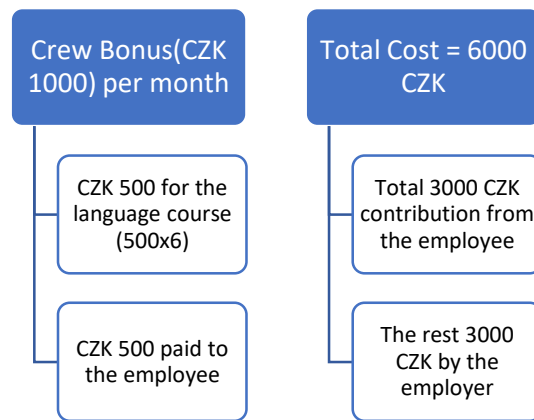 Crew Bonus(CZK
1000) per month
CZK 500 for the
language course
(500x6)
CZK 500 paid to
the employee
Total Cost = 6000
CZK
Total 3000 CZK
contribution from
the employee
The rest 3000
CZK by the
employer